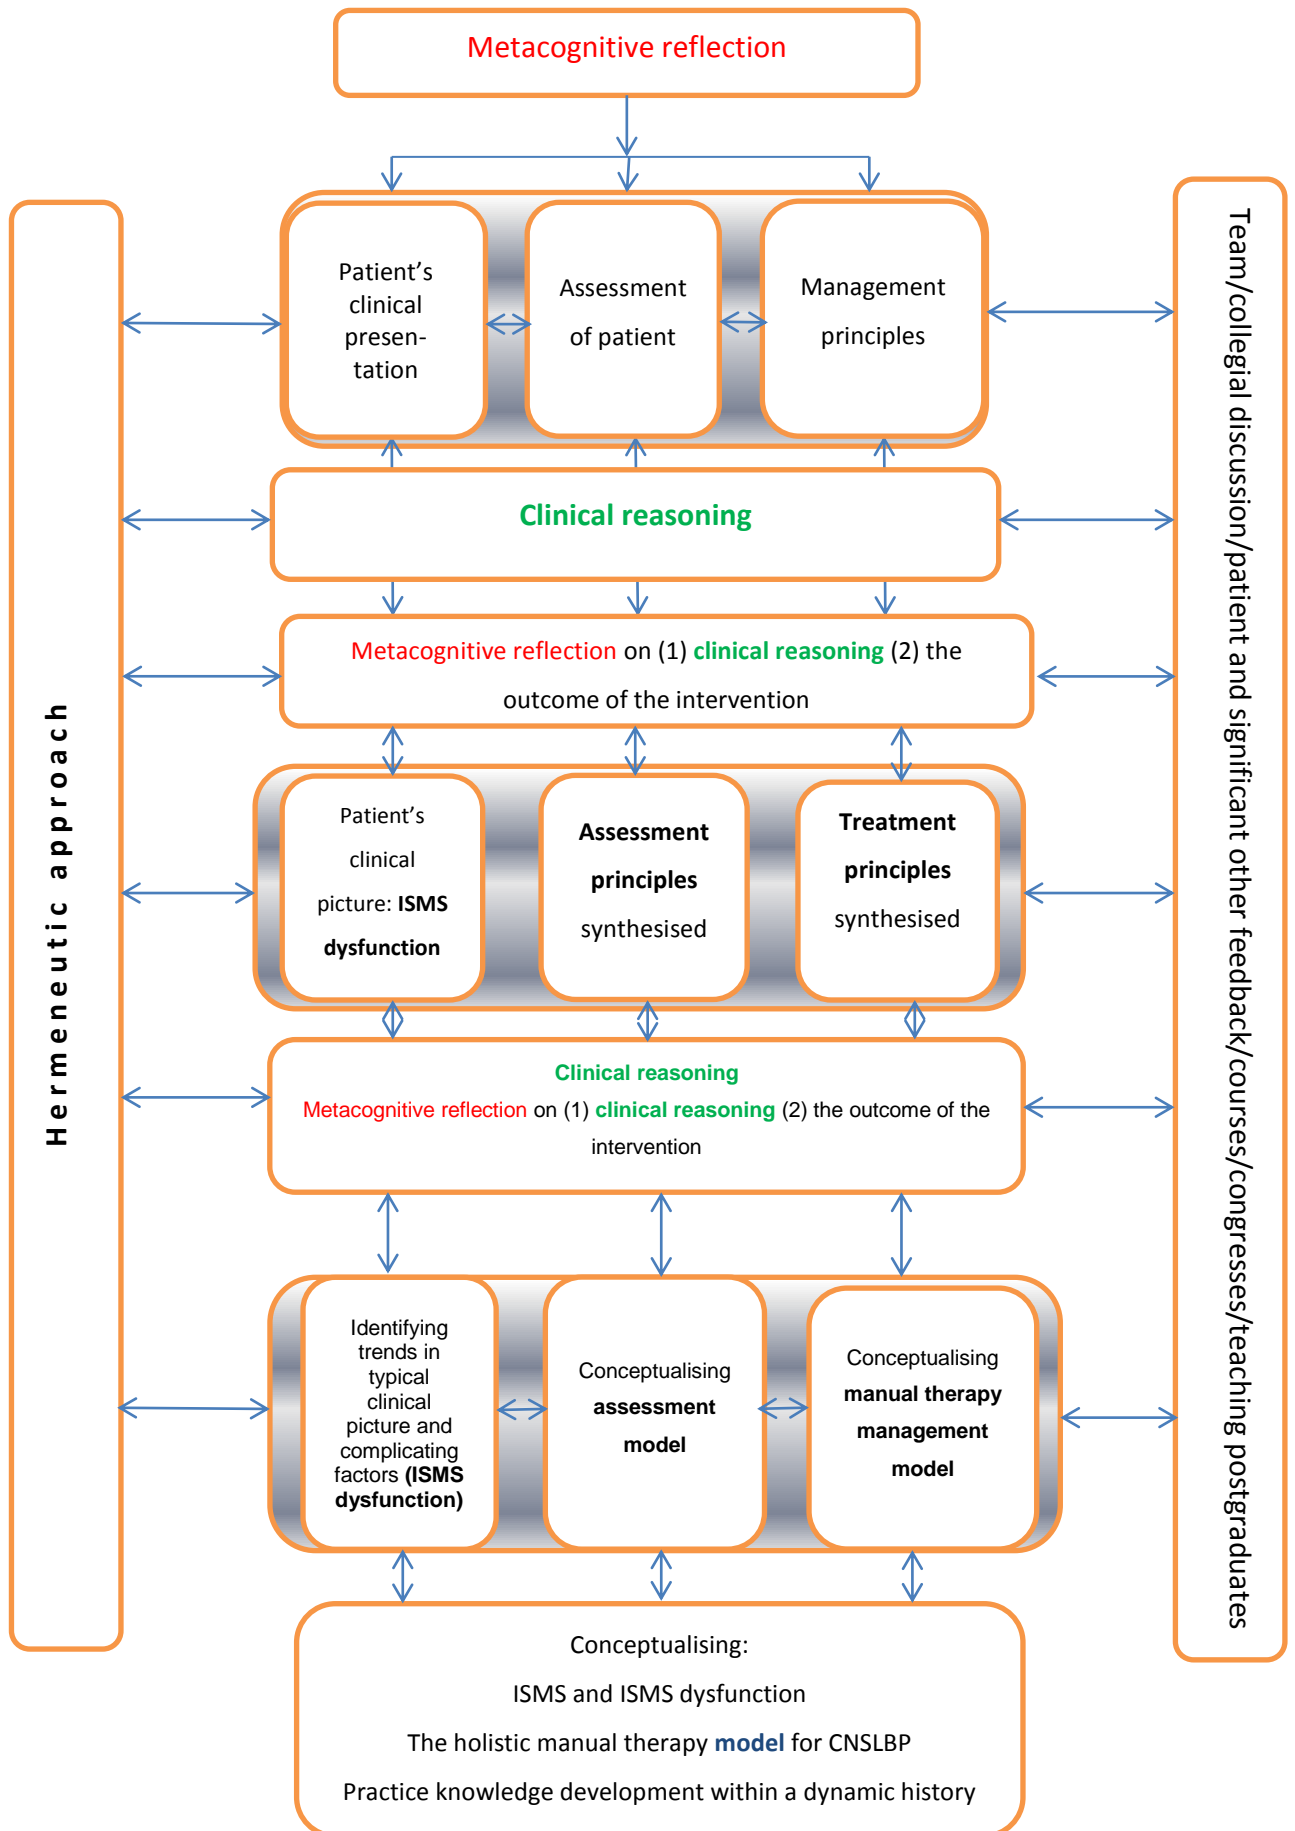 Metacognitive reflection
Patient’s
clinical
presen-
tation
Assessment
of patient
Management
principles
Clinical reasoning
Metacognitive reflection on (1) clinical reasoning (2) the
outcome of the intervention
Patient’s
clinical
picture: ISMS
dysfunction
Assessment
principles
synthesised
Treatment
principles
synthesised
Clinical reasoning
Metacognitive reflection on (1) clinical reasoning (2) the outcome of the
intervention
Identifying
trends in
typical
clinical
picture and
complicating
factors (ISMS
dysfunction)
Conceptualising
assessment
model
Conceptualising
manual therapy
management
model
Conceptualising:
ISMS and ISMS dysfunction
The holistic manual therapy model for CNSLBP
Practice knowledge development within a dynamic history
Hermeneutic approach
Team/collegial discussion/patient and significant other feedback/courses/congresses/teaching postgraduates